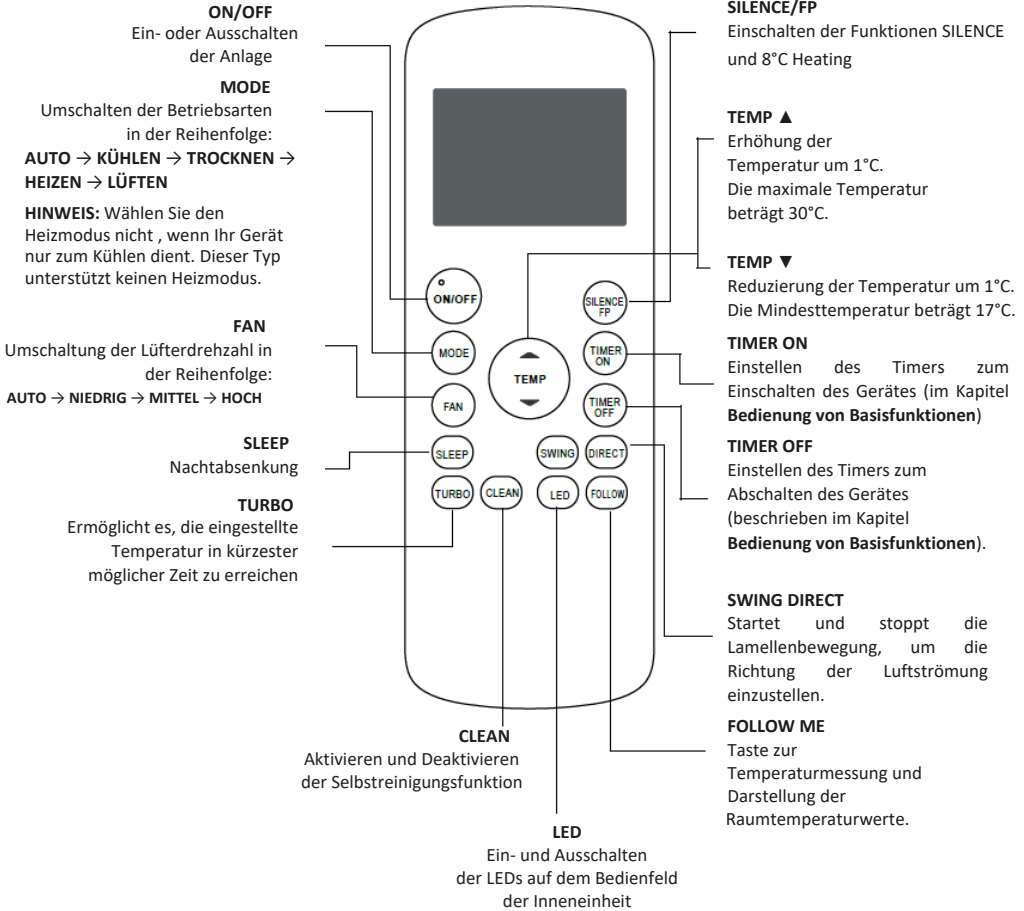 ON/OFF
Ein- oder Ausschalten
der Anlage
MODE
Umschalten der Betriebsarten
in der Reihenfolge:
AUTO → KÜHLEN → TROCKNEN →
HEIZEN → LÜFTEN
HINWEIS: Wählen Sie den
Heizmodus nicht , wenn Ihr Gerät
nur zum Kühlen dient. Dieser Typ
unterstützt keinen Heizmodus.
FAN
Umschaltung der Lüfterdrehzahl in
der Reihenfolge:
AUTO → NIEDRIG → MITTEL → HOCH
SLEEP
Nachtabsenkung
TURBO
Ermöglicht es, die eingestellte
Temperatur in kürzester
möglicher Zeit zu erreichen
ON/OFF
SILENCE
FP
MODE
TEMP
TIMER
ON
FAN
TIMER
OFF
SLEEP
SWING
DIRECT
TURBO
CLEAN
LED
FOLLOW
CLEAN
Aktivieren und Deaktivieren
der Selbstreinigungsfunktion
LED
Ein- und Ausschalten
der LEDs auf dem Bedienfeld
der Inneneinheit
SILENCE/FP
Einschalten der Funktionen SILENCE
und 8°C Heating
TEMP ▲
Erhöhung der
Temperatur um 1°C.
Die maximale Temperatur
beträgt 30°C.
TEMP ▼
Reduzierung der Temperatur um 1°C.
Die Mindesttemperatur beträgt 17°C.
TIMER ON
Einstellen des Timers zum
Einschalten des Gerätes (im Kapitel
Bedienung von Basisfunktionen)
TIMER OFF
Einstellen des Timers zum
Abschalten des Gerätes
(beschrieben im Kapitel
Bedienung von Basisfunktionen).
SWING DIRECT
Startet und stoppt die
Lamellenbewegung, um die
Richtung der Luftströmung
einzustellen.
FOLLOW ME
Taste zur
Temperaturmessung und
Darstellung der
Raumtemperaturwerte.